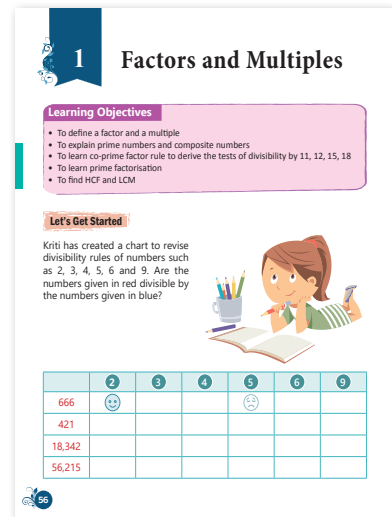 1
Factors and Multiples
Learning Objectives
• To define a factor and a multiple
• To explain prime numbers and composite numbers
• To learn co-prime factor rule to derive the tests of divisibility by 11, 12, 15, 18
• To learn prime factorisation
• To find HCF and LCM
Let's Get Started
Kriti has created a chart to revise
divisibility rules of numbers such
as 2, 3, 4, 5, 6 and 9. Are the
numbers given in red divisible by
the numbers given in blue?
2 3 4 5 6 9
666
421
18,342
56,215
56